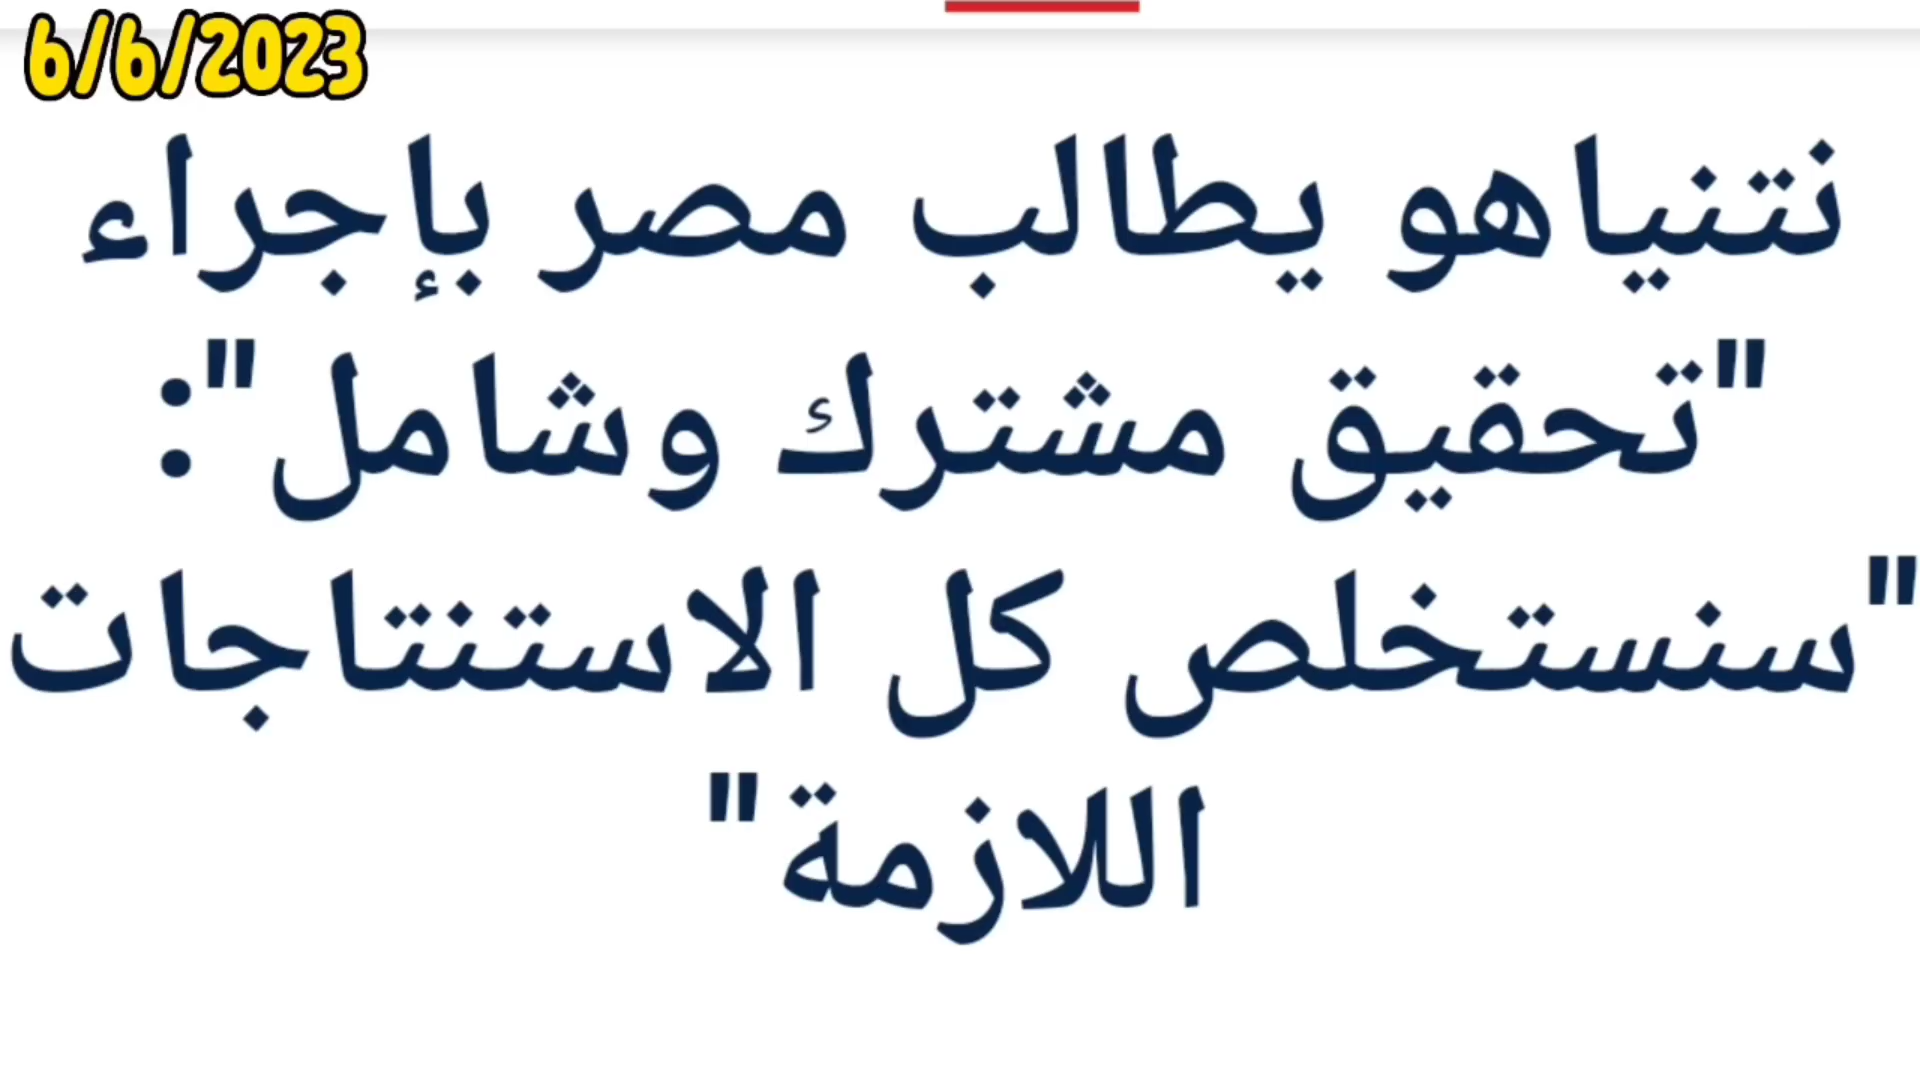 6/6/2023
نتنياهو يطالب مصر بإجراء
"تحقيق مشترك وشامل":
"سنستخلص كل الاستنتاجات
اللازمة"